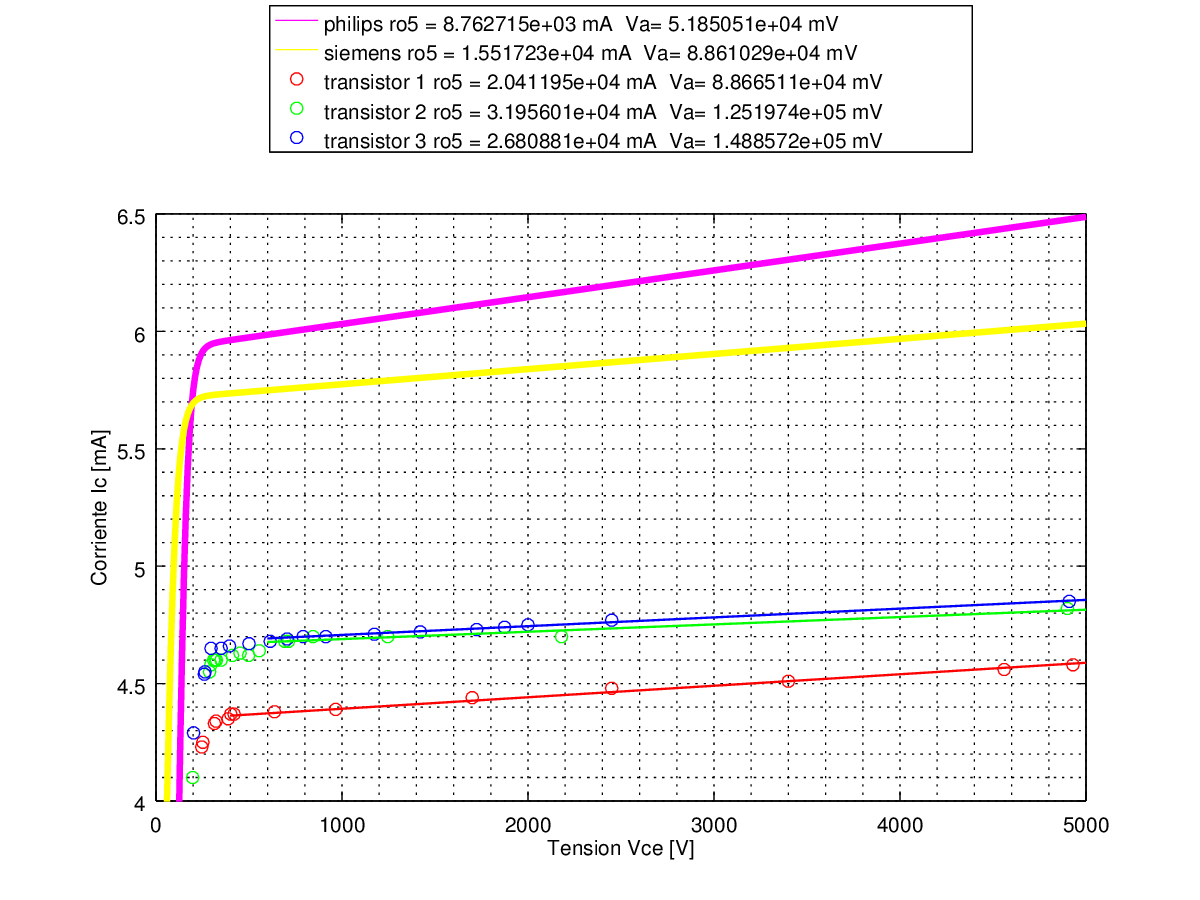 philips ro5 = 8.762715e+03 mA Va= 5.185051e+04 mV
siemens ro5 = 1.551723e+04 mA Va= 8.861029e+04 mV
transistor 1 ro5 = 2.041195e+04 mA Va= 8.866511e+04 mV
transistor 2 ro5 = 3.195601e+04 mA Va= 1.251974e+05 mV
transistor 3 ro5 = 2.680881e+04 mA Va= 1.488572e+05 mV
6.5
6
5.5
5
4.5
4
Corriente Ic [mA]
0 1000 2000 3000 4000 5000
Tension Vce [V]